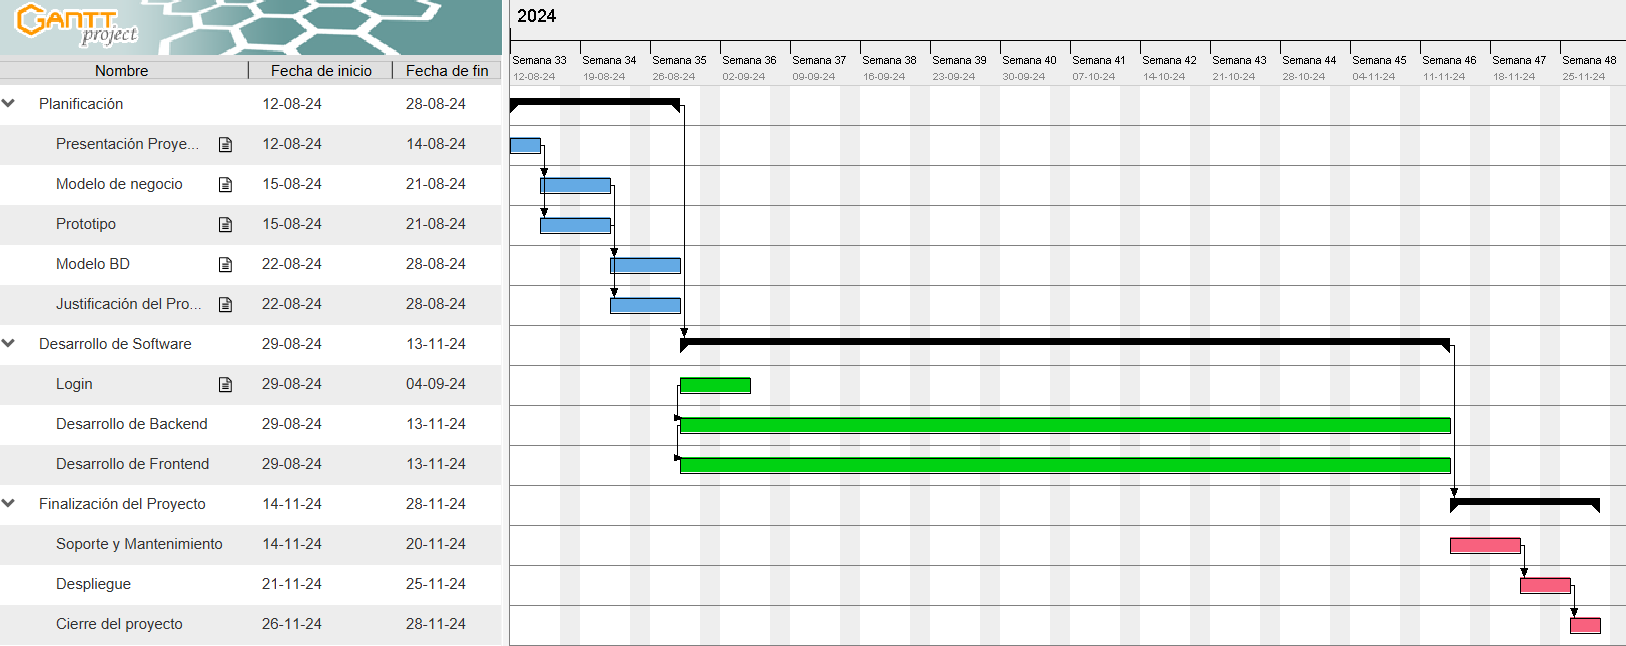 GANTT
project
2024
Nombre Fecha de inicio Fecha de fin
Semana 33 Semana 34 Semana 35 Semana 36 Semana 37 Semana 38 Semana 39 Semana 40 Semana 41 Semana 42 Semana 43 Semana 44 Semana 45 Semana 46 Semana 47 Semana 48
12-08-24 19-08-24 26-08-24 02-09-24 09-09-24 16-09-24 23-09-24 30-09-24 07-10-24 14-10-24 21-10-24 28-10-24 04-11-24 11-11-24 18-11-24 25-11-24
Planificación 12-08-24 28-08-24
Presentación Proye... 12-08-24 14-08-24
Modelo de negocio 15-08-24 21-08-24
Prototipo 15-08-24 21-08-24
Modelo BD 22-08-24 28-08-24
Justificación del Pro... 22-08-24 28-08-24
Desarrollo de Software 29-08-24 13-11-24
Login 29-08-24 04-09-24
Desarrollo de Backend 29-08-24 13-11-24
Desarrollo de Frontend 29-08-24 13-11-24
Finalización del Proyecto 14-11-24 28-11-24
Soporte y Mantenimiento 14-11-24 20-11-24
Despliegue 21-11-24 25-11-24
Cierre del proyecto 26-11-24 28-11-24